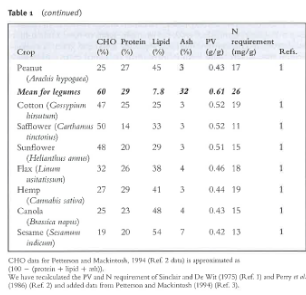 Table 1 (continued)
N
CHO Protein Lipid Ash PV requirement
Crop (%) (%) (%) (%) (g/g) (mg/g) Refs.
Peanut 25 27 45 3 0.43 17 1
(Arachis hypogaea)
Mean for legumes 60 29 7.8 32 0.61 26
Cotton (Gossypium 47 25 25 3 0.52 19 1
hirsutum)
Safflower (Carthamus 50 14 33 3 0.52 11 1
tinctorius)
Sunflower 48 20 29 3 0.51 15 1
(Helianthus annus)
Flax (Linum 32 26 38 4 0.46 18 1
usitatissium)
Hemp 27 29 41 3 0.44 19 1
(Cannabis sativa)
Canola 25 23 48 4 0.43 15 1
(Brassica napus)
Sesame (Sesamum 19 20 54 7 0.42 13 1
indicum)
CHO data for Petterson and Mackintosh, 1994 (Ref. 2 data) is approximated as
(100 − (protein + lipid + ash)).
We have recalculated the PV and N requirement of Sinclair and De Wit (1975) (Ref. 1) and Perry et al.
(1986) (Ref. 2) and added data from Petterson and Mackintosh (1994) (Ref. 3).